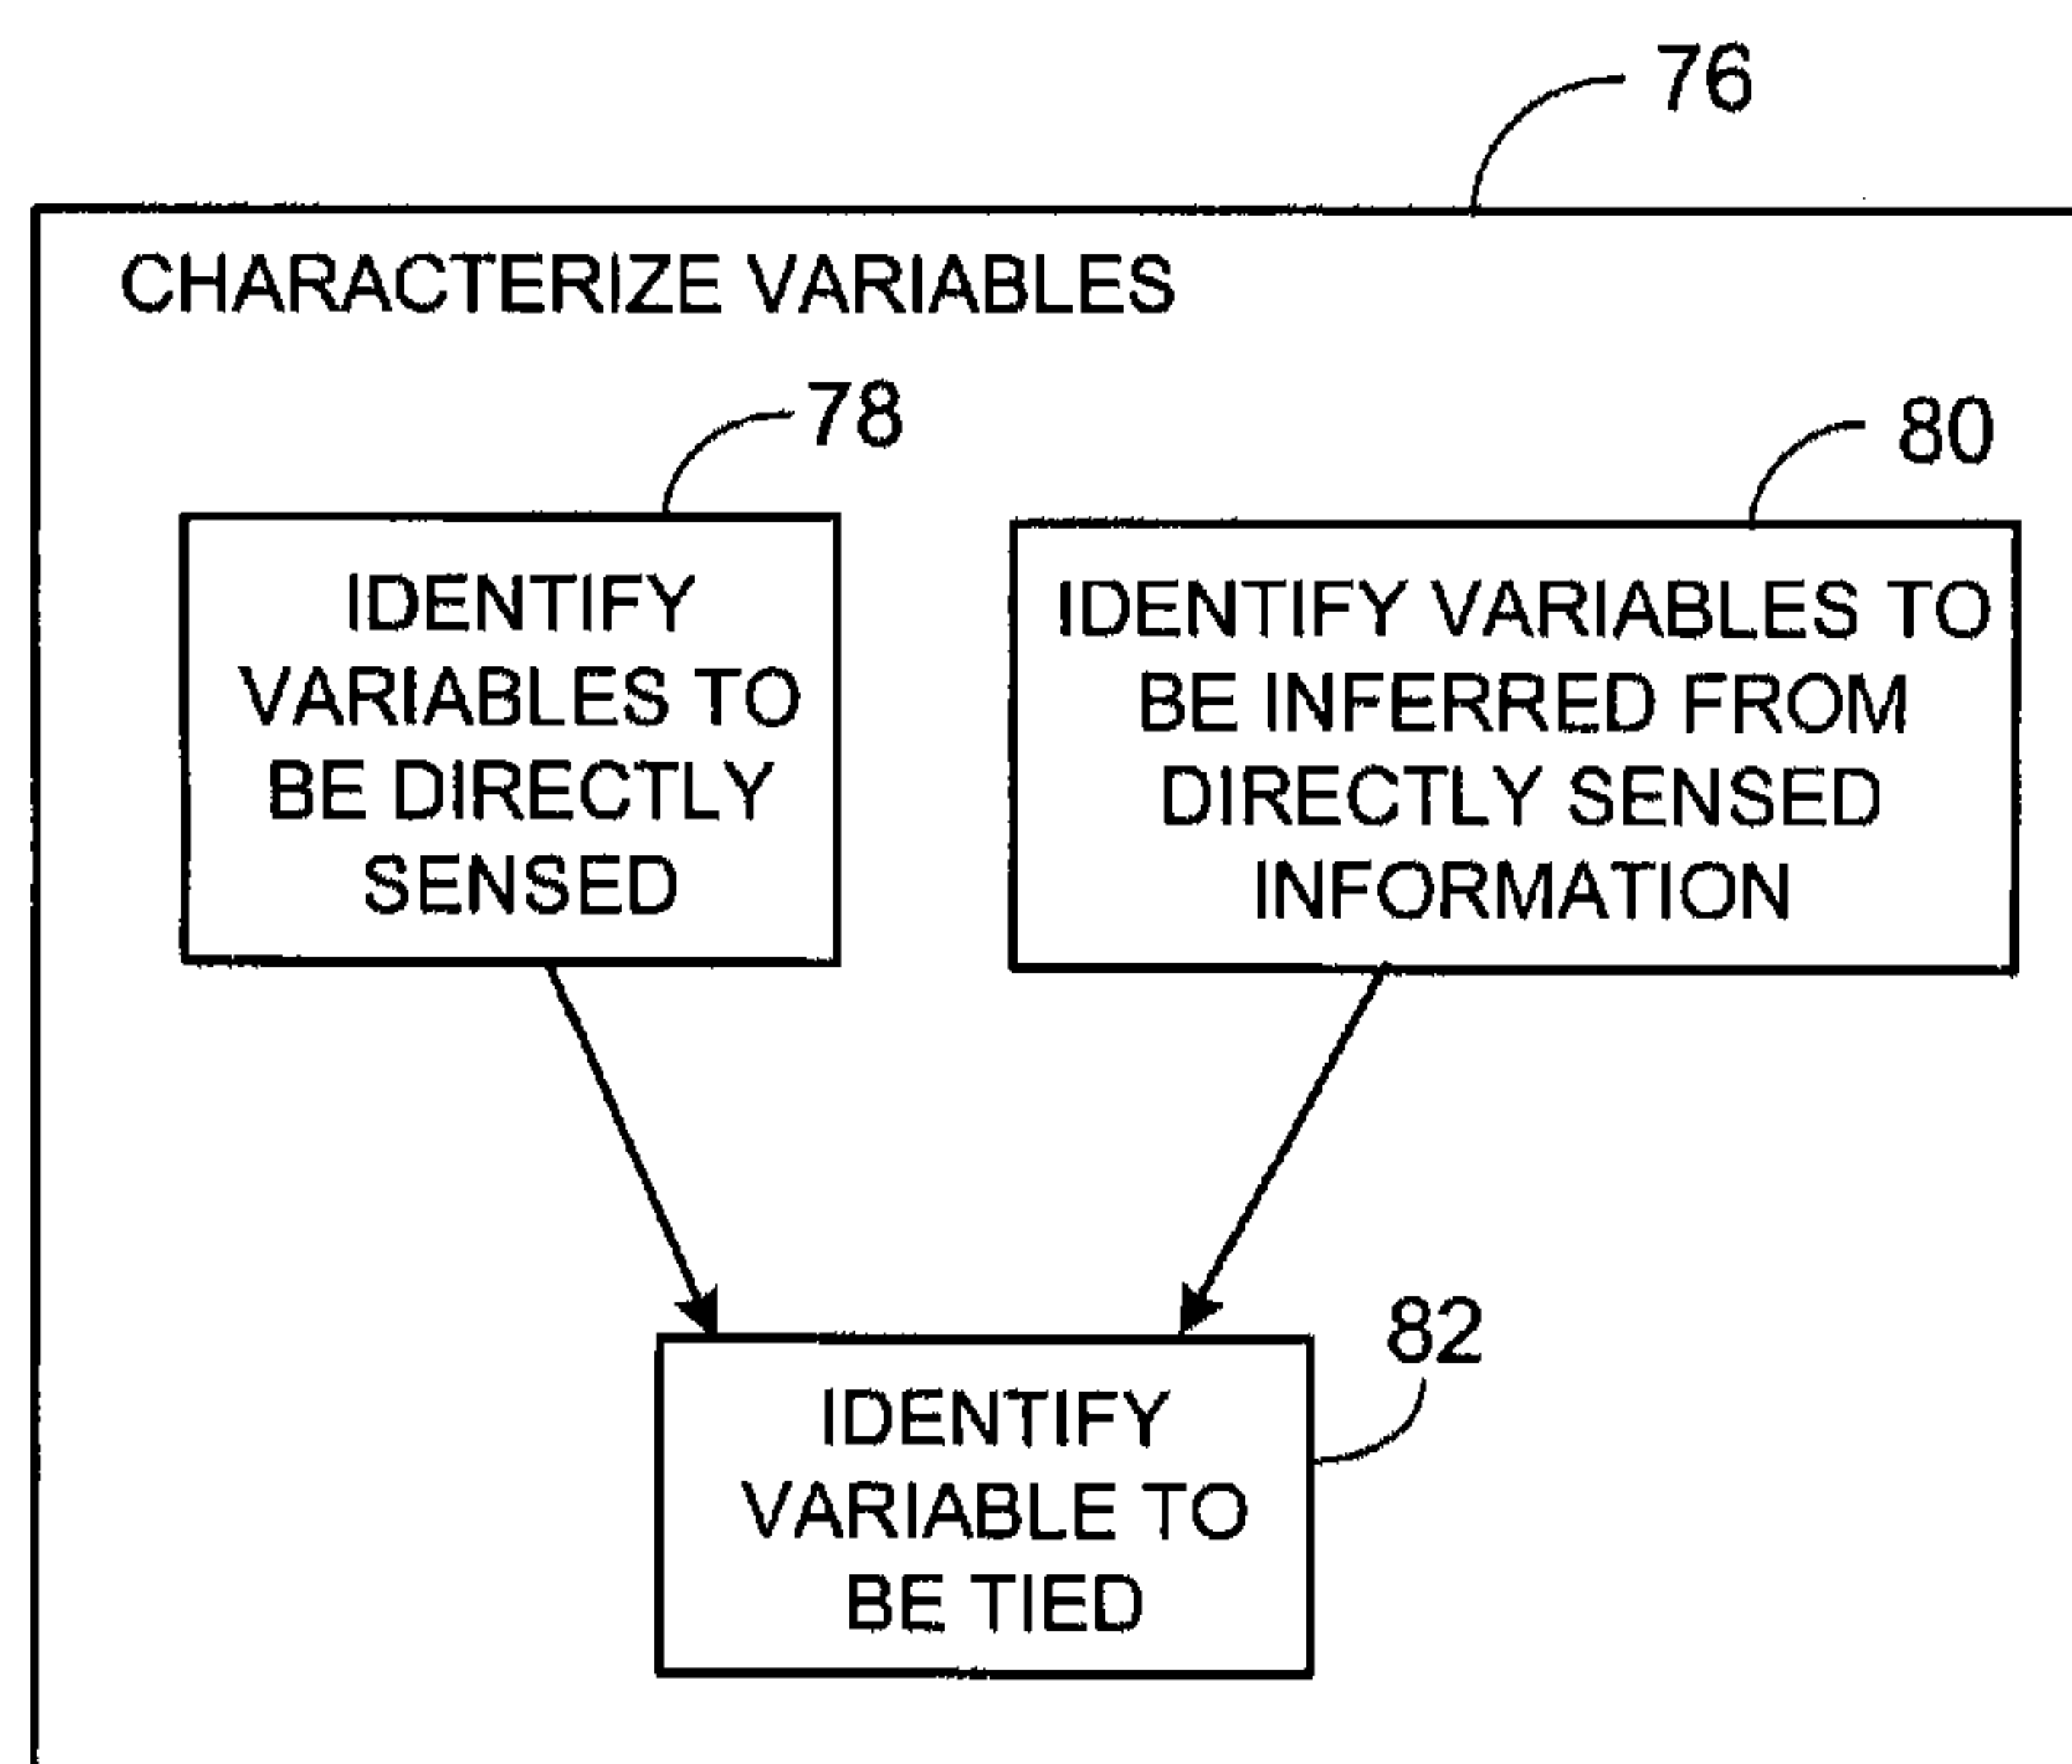 76
CHARACTERIZE VARIABLES
78
80
IDENTIFY
VARIABLES TO
BE DIRECTLY
SENSED
IDENTIFY VARIABLES TO
BE INFERRED FROM
DIRECTLY SENSED
INFORMATION
82
IDENTIFY
VARIABLE TO
BE TIED